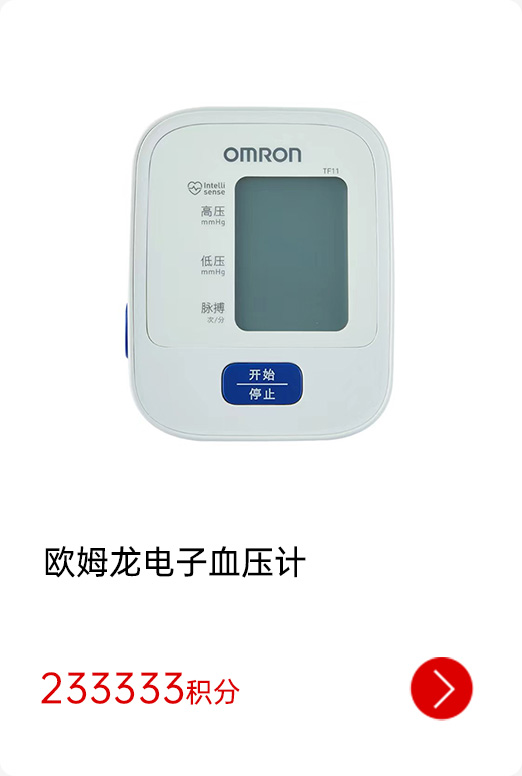 OMRON
TF11
Intelli
sense
高压
mmHg
低压
mmHg
脉搏
次/分
开始
停止
欧姆龙电子血压计
233333积分